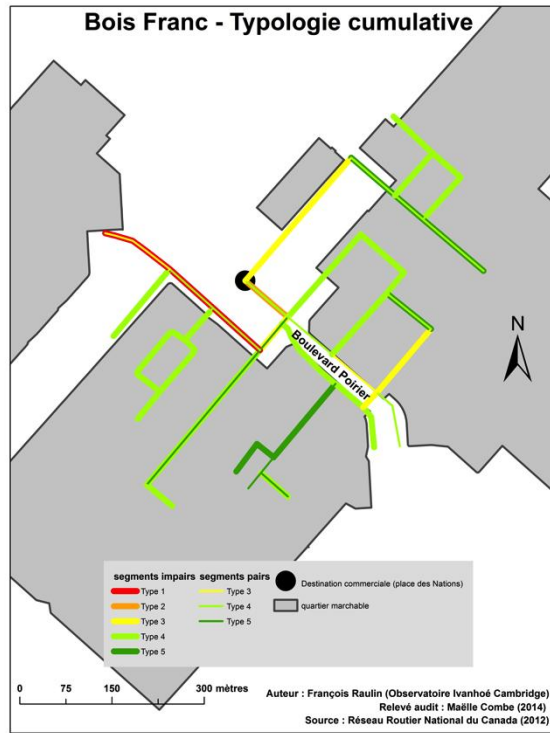 Bois Franc - Typologie cumulative
N
Boulevard Poirier
segments impairs segments pairs
Type 1
Type 2
Type 3
Type 4
Type 5
Type 3
Type 4
Type 5
Destination commerciale (place des Nations)
quartier marchable
0 75 150 300 mètres
Auteur : François Raulin (Observatoire Ivanhoé Cambridge)
Relevé audit : Maëlle Combe (2014)
Source : Réseau Routier National du Canada (2012)